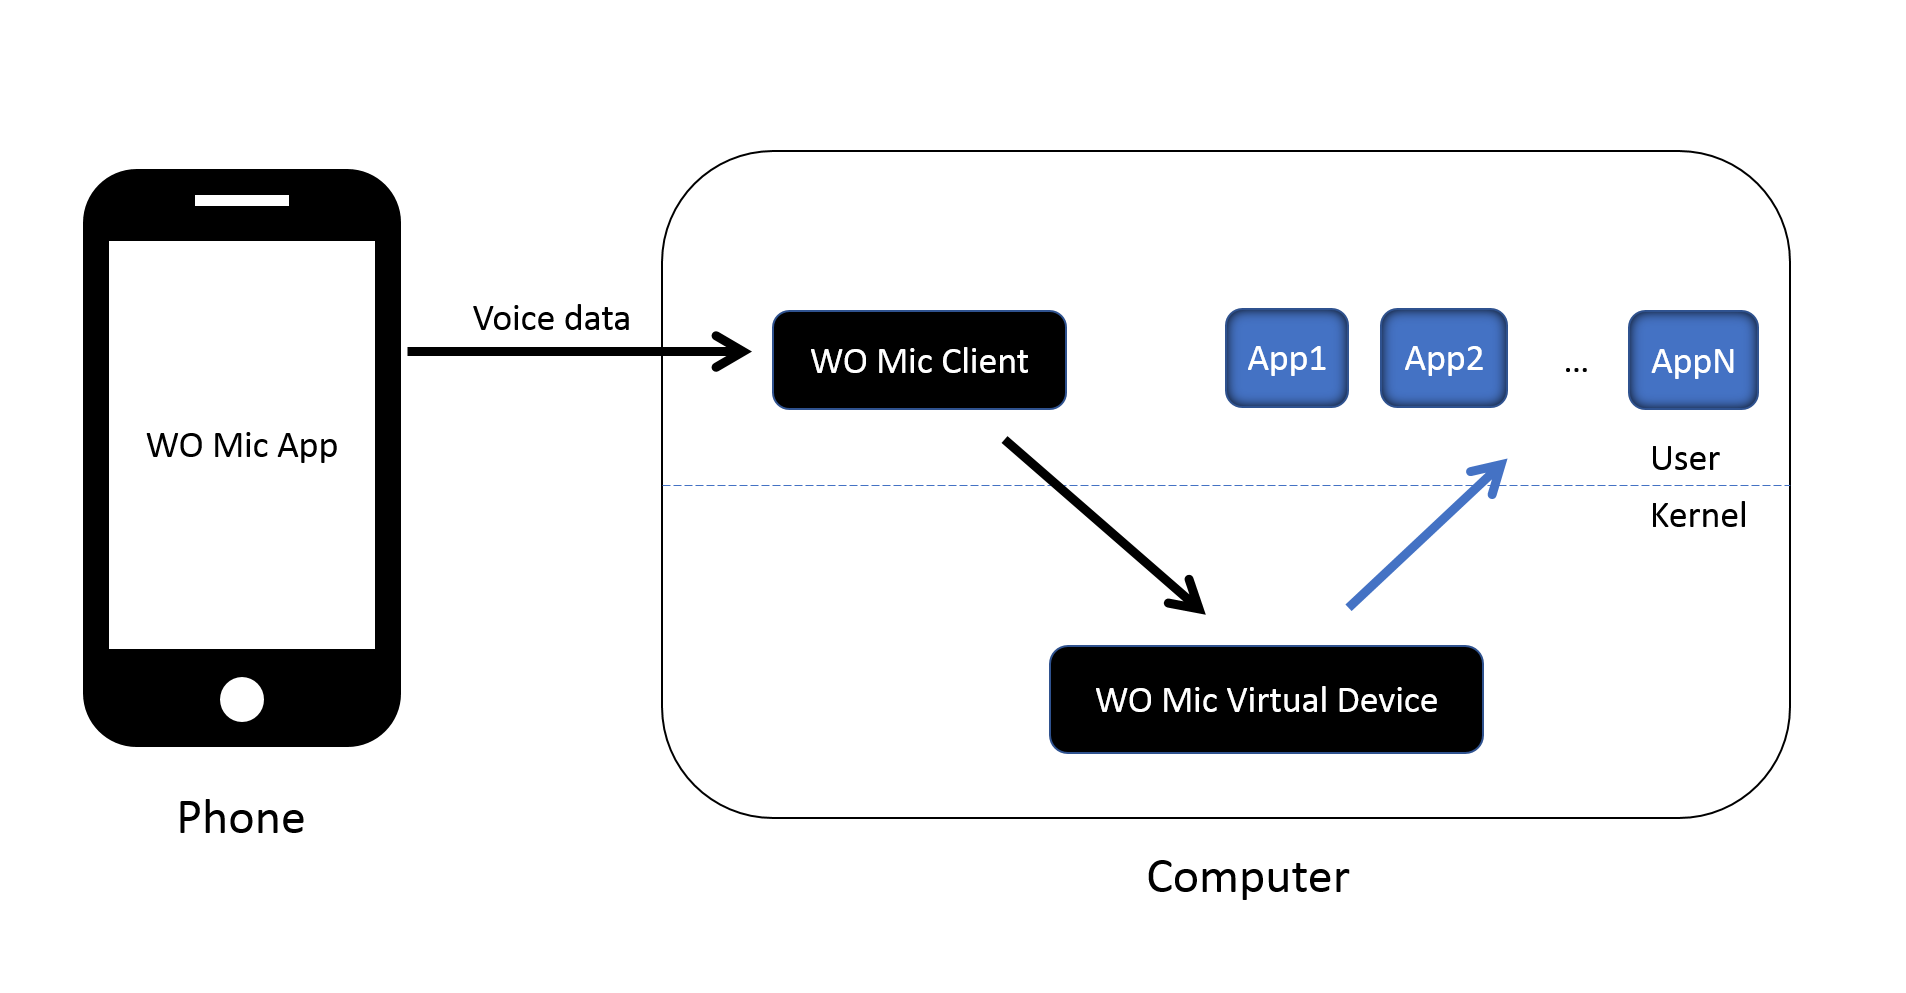 Voice data
WO Mic App
Phone
WO Mic Client
App1
App2
...
AppN
User
Kernel
WO Mic Virtual Device
Computer